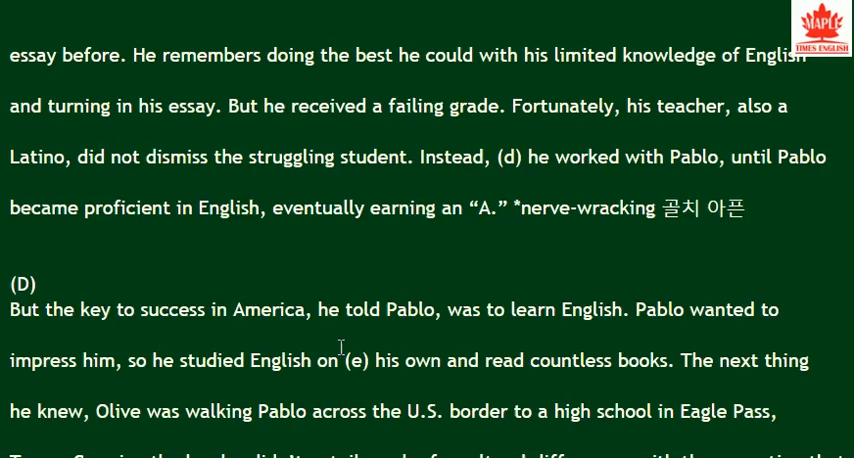 MAPLE
TIMES ENGLISH
essay before. He remembers doing the best he could with his limited knowledge of English
and turning in his essay. But he received a failing grade. Fortunately, his teacher, also a
Latino, did not dismiss the struggling student. Instead, (d) he worked with Pablo, until Pablo
became proficient in English, eventually earning an “A.” *nerve-wracking 골치 아픈
(D)
But the key to success in America, he told Pablo, was to learn English. Pablo wanted to
impress him, so he studied English on (e) his own and read countless books. The next thing
he knew, Olive was walking Pablo across the U.S. border to a high school in Eagle Pass,